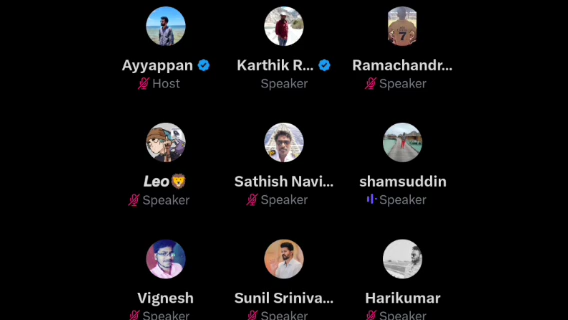 Ayyappan
Karthik R...
Ramachandr...
Host
Speaker
Speaker
7
Leo🦁
Sathish Navi...
shamsuddin
Speaker
Speaker
Speaker
Vignesh
Sunil Sriniva...
Harikumar
Speaker
Speaker
Speaker